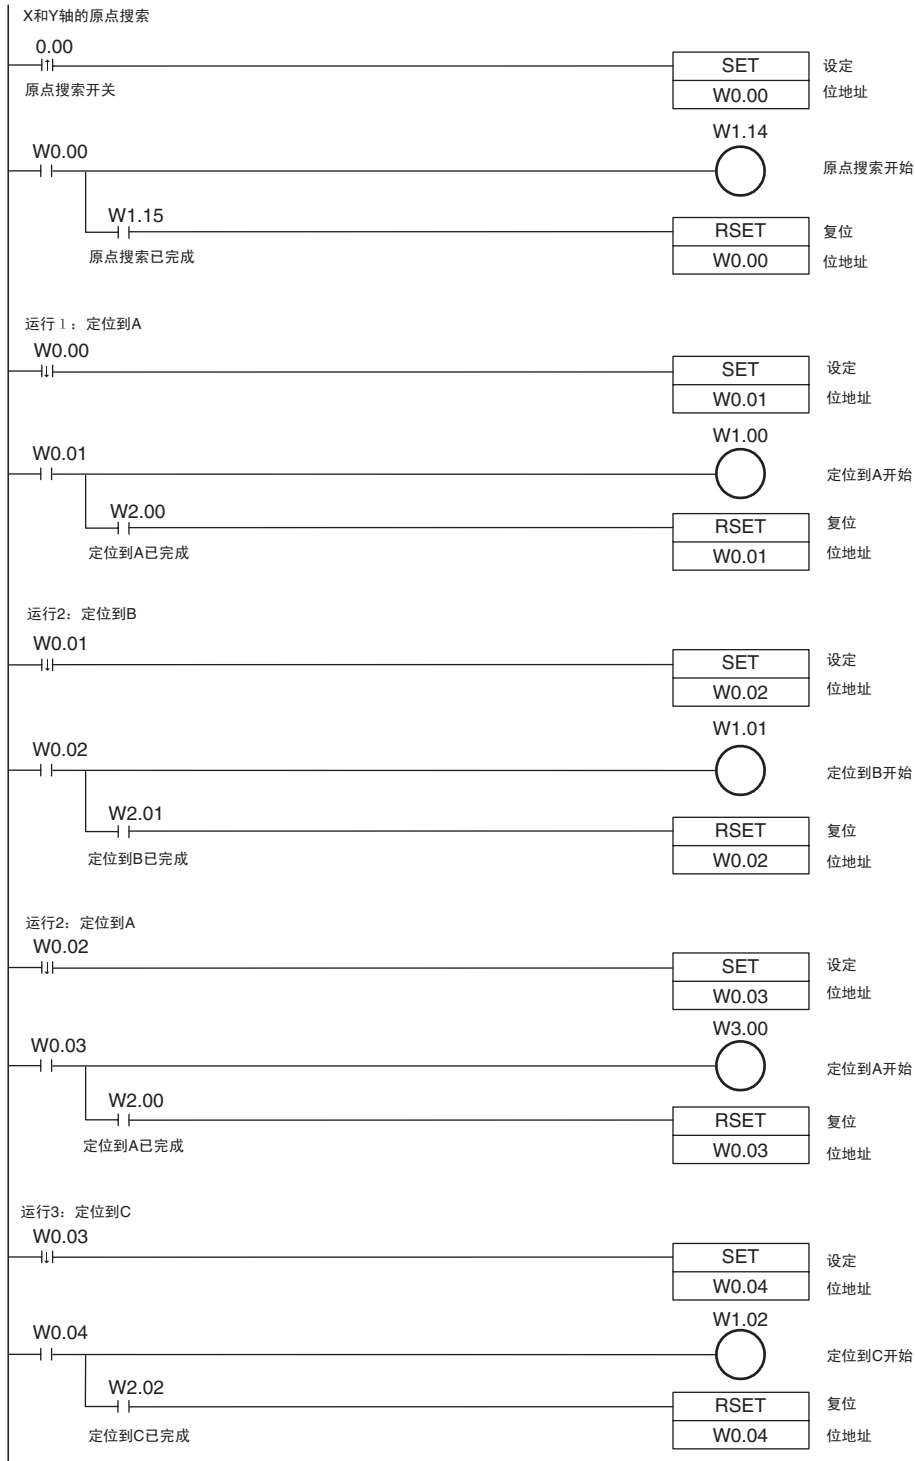 X和Y轴的原点搜索
0.00
SET 设定
原点搜索开关
W0.00 位地址
W1.14
W0.00
原点搜索开始
W1.15
RSET 复位
原点搜索已完成
W0.00 位地址
运行1：定位到A
W0.00
SET 设定
W0.01 位地址
W1.00
W0.01
定位到A开始
W2.00
RSET 复位
定位到A已完成
W0.01 位地址
运行2：定位到B
W0.01
SET 设定
W0.02 位地址
W1.01
W0.02
定位到B开始
W2.01
RSET 复位
定位到B已完成
W0.02 位地址
运行2：定位到A
W0.02
SET 设定
W0.03 位地址
W3.00
W0.03
定位到A开始
W2.00
RSET 复位
定位到A已完成
W0.03 位地址
运行3：定位到C
W0.03
SET 设定
W0.04 位地址
W1.02
W0.04
定位到C开始
W2.02
RSET 复位
定位到C已完成
W0.04 位地址